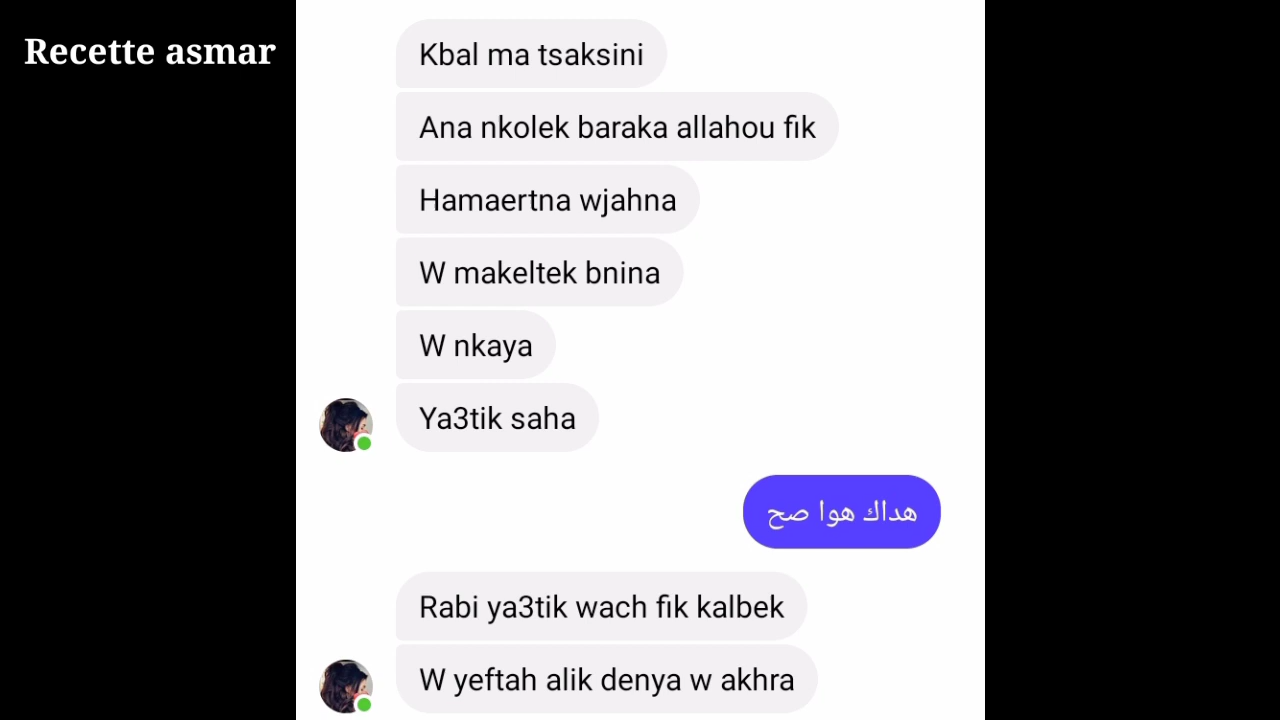 Recette asmar
Kbal ma tsaksini
Ana nkolek baraka allahou fik
Hamaertna wjahna
W makeltek bnina
W nkaya
Ya3tik saha
هداك هوا صح
Rabi ya3tik wach fik kalbek
W yeftah alik denya w akhra